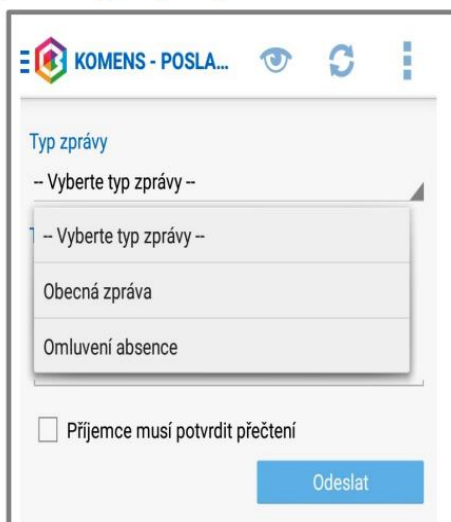 KOMENS - POSLA...
Typ zprávy
-- Vyberte typ zprávy --
-- Vyberte typ zprávy --
Obecná zpráva
Omluvení absence
Příjemce musí potvrdit přečtení
Odeslat